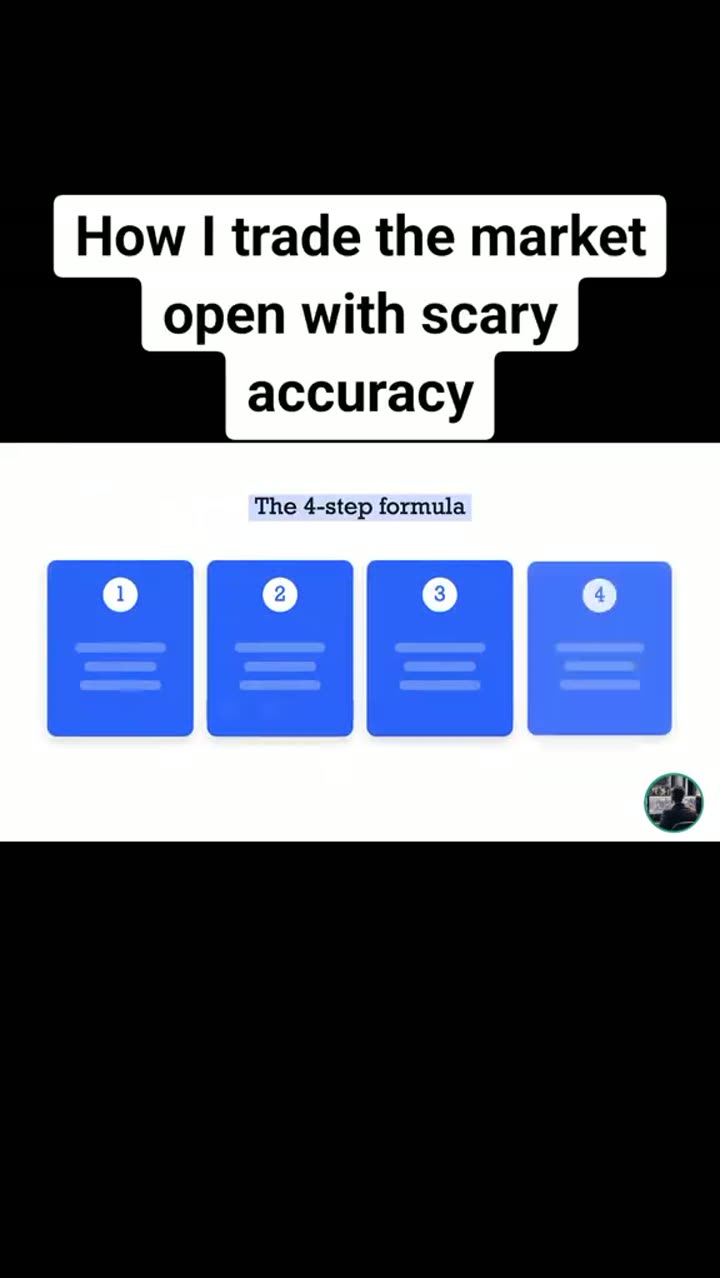 How I trade the market
open with scary
accuracy
The 4-step formula
1 2 3 4